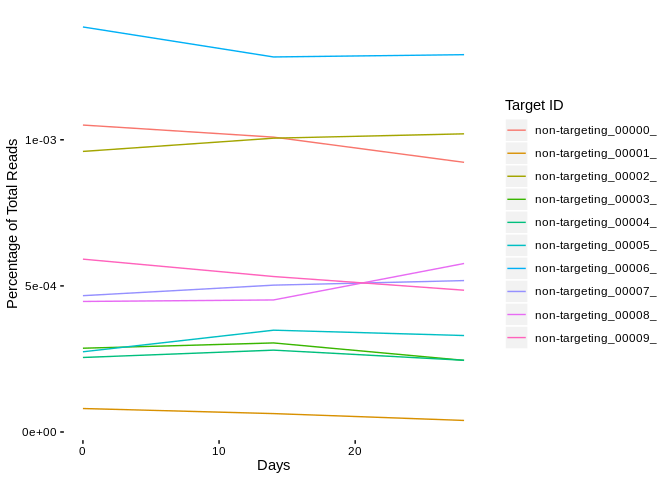 Percentage of Total Reads
1e-03
5e-04
0e+00
0
10
20
Days
Target ID
non-targeting_00000_
non-targeting_00001_
non-targeting_00002_
non-targeting_00003_
non-targeting_00004_
non-targeting_00005_
non-targeting_00006_
non-targeting_00007_
non-targeting_00008_
non-targeting_00009_